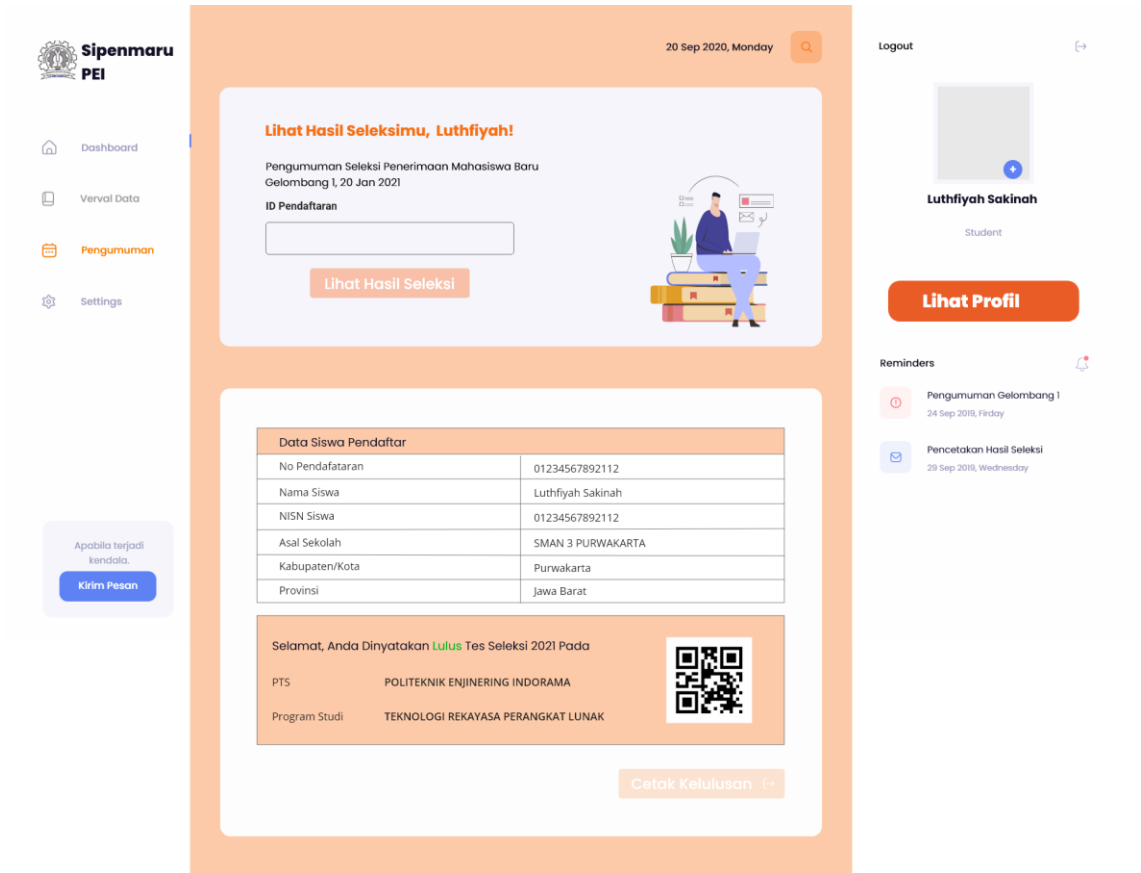 Sipenmaru
PEI
Dashboard
Verval Data
Pengumuman
Settings
Apabila terjadi
kendala.
Kirim Pesan
20 Sep 2020, Monday
Lihat Hasil Seleksimu, Luthfiyah!
Pengumuman Seleksi Penerimaan Mahasiswa Baru
Gelombang 1, 20 Jan 2021
ID Pendaftaran
Lihat Hasil Seleksi
Data Siswa Pendaftar
No Pendafataran 01234567892112
Nama Siswa Luthfiyah Sakinah
NISN Siswa 01234567892112
Asal Sekolah SMAN 3 PURWAKARTA
Kabupaten/Kota Purwakarta
Provinsi Jawa Barat
Selamat, Anda Dinyatakan Lulus Tes Seleksi 2021 Pada
PTS POLITEKNIK ENJINERING INDORAMA
Program Studi TEKNOLOGI REKAYASA PERANGKAT LUNAK
Cetak Kelulusan
Logout
Luthfiyah Sakinah
Student
Lihat Profil
Reminders
Pengumuman Gelombang 1
24 Sep 2019, Firday
Pencetakan Hasil Seleksi
29 Sep 2019, Wednesday